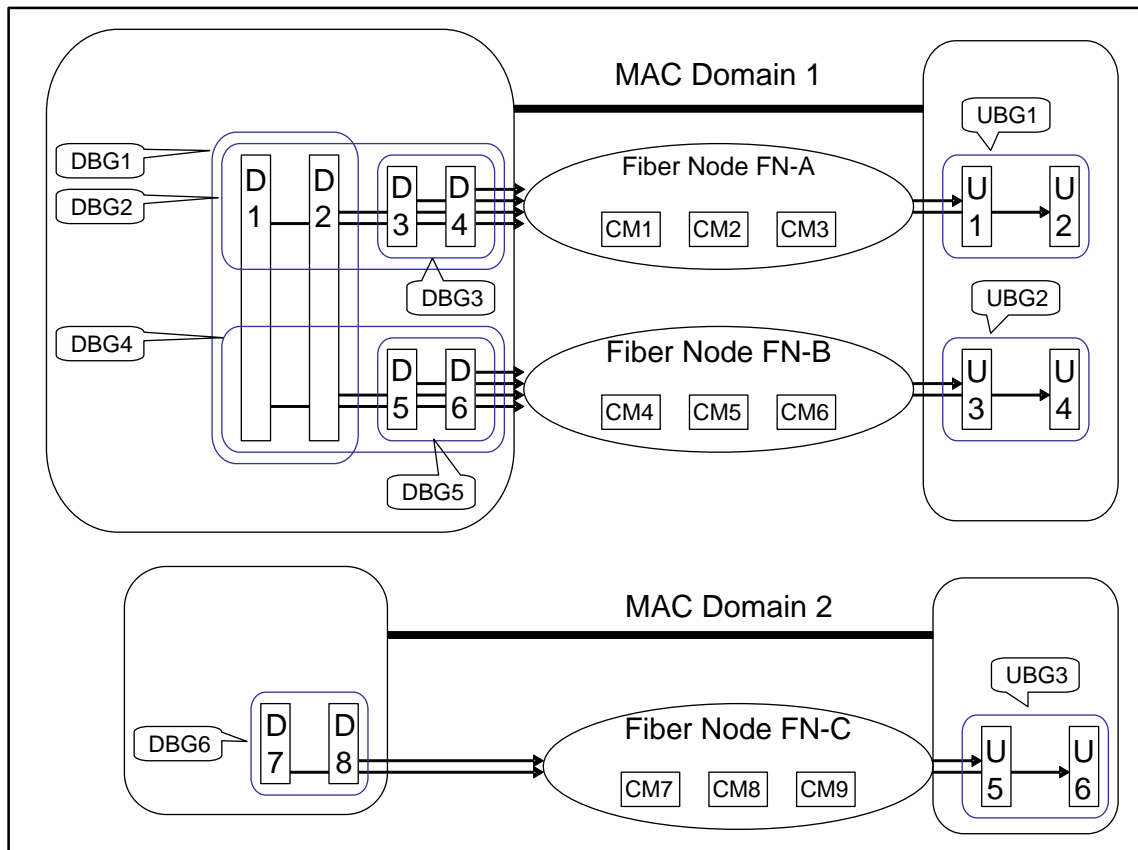 MAC Domain 1
DBG1
DBG2
DBG3
DBG4
DBG5
D
1
D
2
D
3
D
4
D
5
D
6
Fiber Node FN-A
CM1 CM2 CM3
Fiber Node FN-B
CM4 CM5 CM6
UBG1
U
1
U
2
UBG2
U
3
U
4
MAC Domain 2
DBG6
D
7
D
8
Fiber Node FN-C
CM7 CM8 CM9
UBG3
U
5
U
6